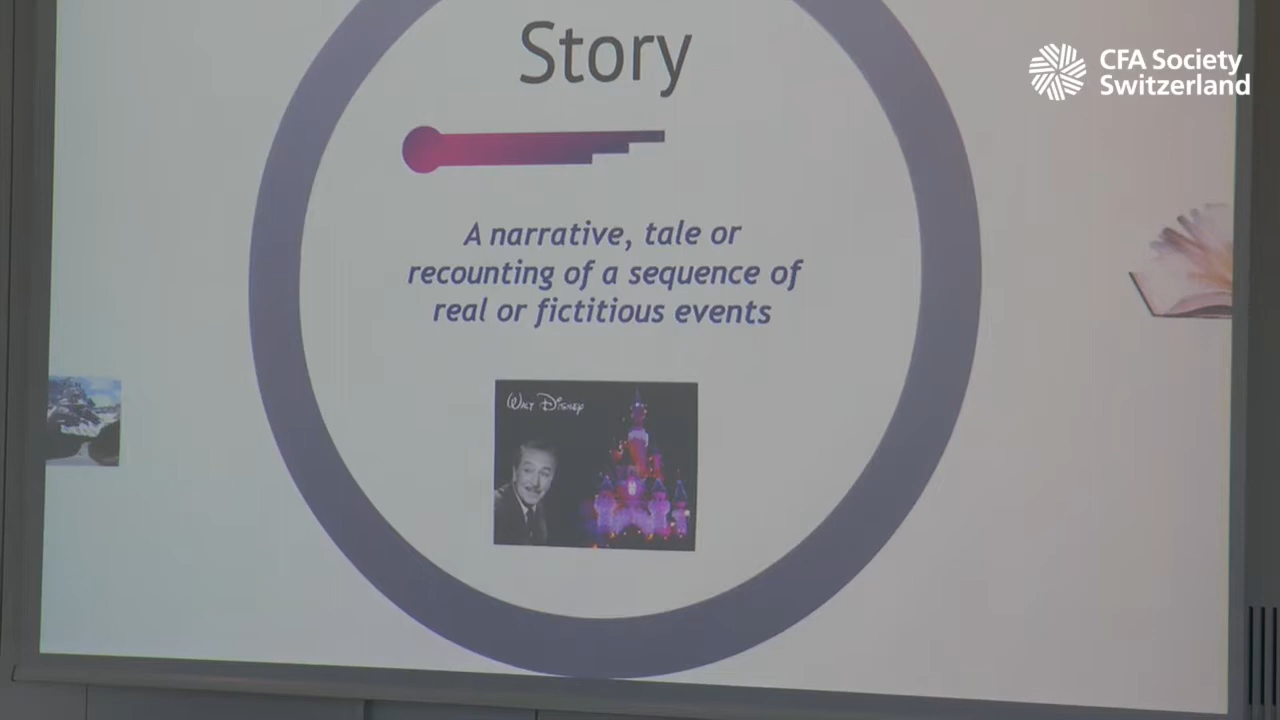 Story
CFA Society
Switzerland
A narrative, tale or
recounting of a sequence of
real or fictitious events
Walt Disney